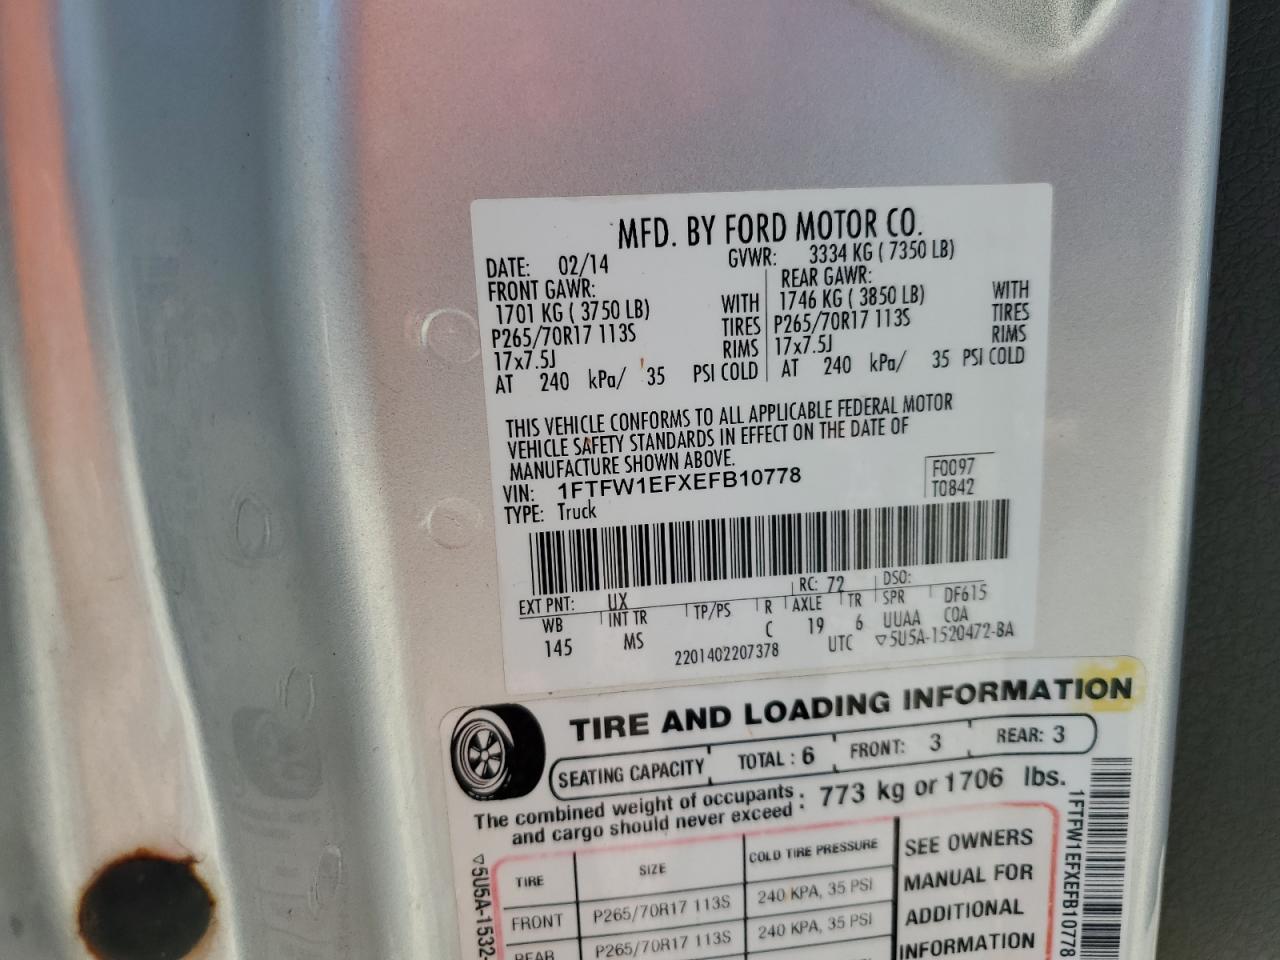 MFD. BY FORD MOTOR CO.
DATE: 02/14 GVWR: 3334 KG ( 7350 LB)
FRONT GAWR: REAR GAWR:
1701 KG ( 3750 LB) WITH 1746 KG ( 3850 LB) WITH
P265/70R17 113S TIRES P265/70R17 113S TIRES
17x7.5J RIMS 17x7.5J RIMS
AT 240 kPa/ 35 PSI COLD AT 240 kPa/ 35 PSI COLD
THIS VEHICLE CONFORMS TO ALL APPLICABLE FEDERAL MOTOR
VEHICLE SAFETY STANDARDS IN EFFECT ON THE DATE OF
MANUFACTURE SHOWN ABOVE.
VIN: 1FTFW1EFXEFB10778 F0097
TYPE: Truck T0842
EXT PNT: UX RC: 72 DSO:
WB INT TR TP/PS R AXLE TR SPR DF615
145 MS C 19 6 UUAA COA
2201402207378 UTC ▽5U5A-1520472-BA
TIRE AND LOADING INFORMATION
SEATING CAPACITY TOTAL : 6 FRONT: 3 REAR: 3
The combined weight of occupants : 773 kg or 1706 lbs.
and cargo should never exceed :
TIRE SIZE COLD TIRE PRESSURE SEE OWNERS
FRONT P265/70R17 113S 240 KPA, 35 PSI MANUAL FOR
REAR P265/70R17 113S 240 KPA, 35 PSI ADDITIONAL
INFORMATION
▽5U5A-1532-
1FTFW1EFXEFB10778